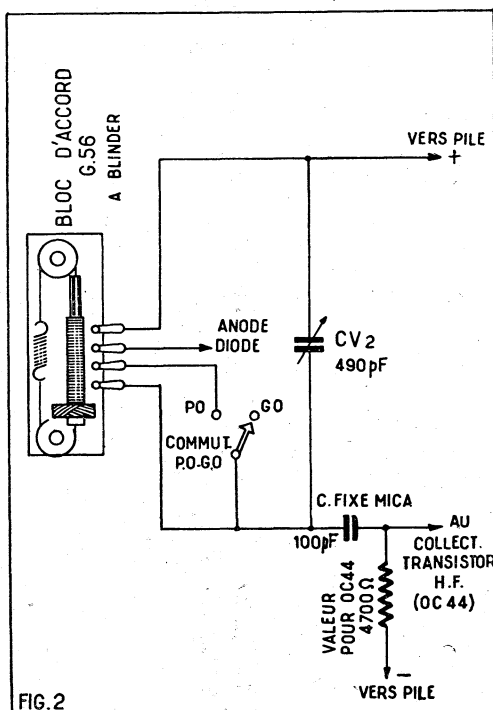 BLOC D'ACCORD
G.56
A BLINDER
VERS PILE
+
ANODE
DIODE
CV2
490pF
PO
GO
COMMUT.
P.O-G.O
C.FIXE MICA
100pF
AU
COLLECT.
TRANSISTOR
H.F.
(OC 44)
VALEUR
POUR OC44
4700Ω
–
VERS PILE
FIG.2